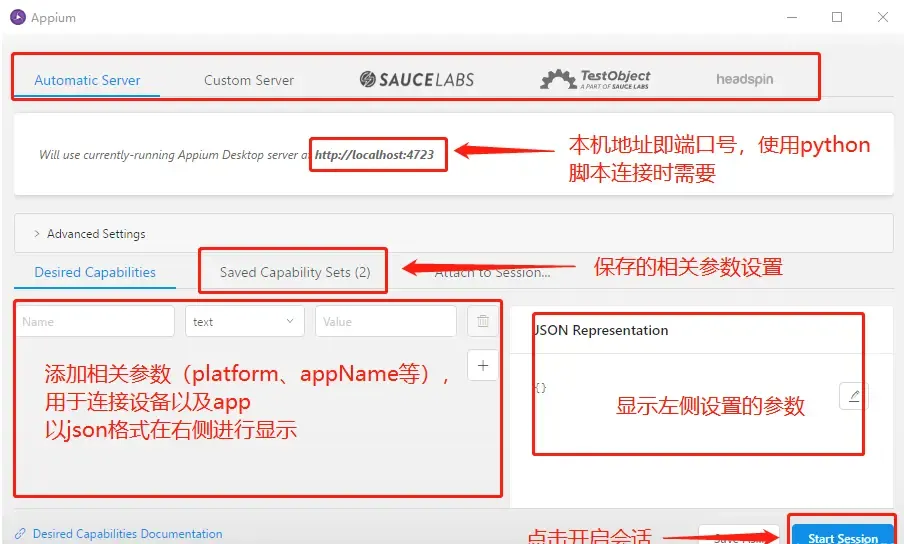 Appium
Automatic Server
Custom Server
SAUCELABS
TestObject
A PART OF SAUCE LABS
headspin
Will use currently-running Appium Desktop server a http://localhost:4723
本机地址即端口号，使用python
脚本连接时需要
Advanced Settings
Desired Capabilities
Saved Capability Sets (2)
Attach to Session...
保存的相关参数设置
Name
text
Value
JSON Representation
添加相关参数（platform、appName等），
用于连接设备以及app
以json格式在右侧进行显示
{}
显示左侧设置的参数
Desired Capabilities Documentation
点击开启会话
Start Session